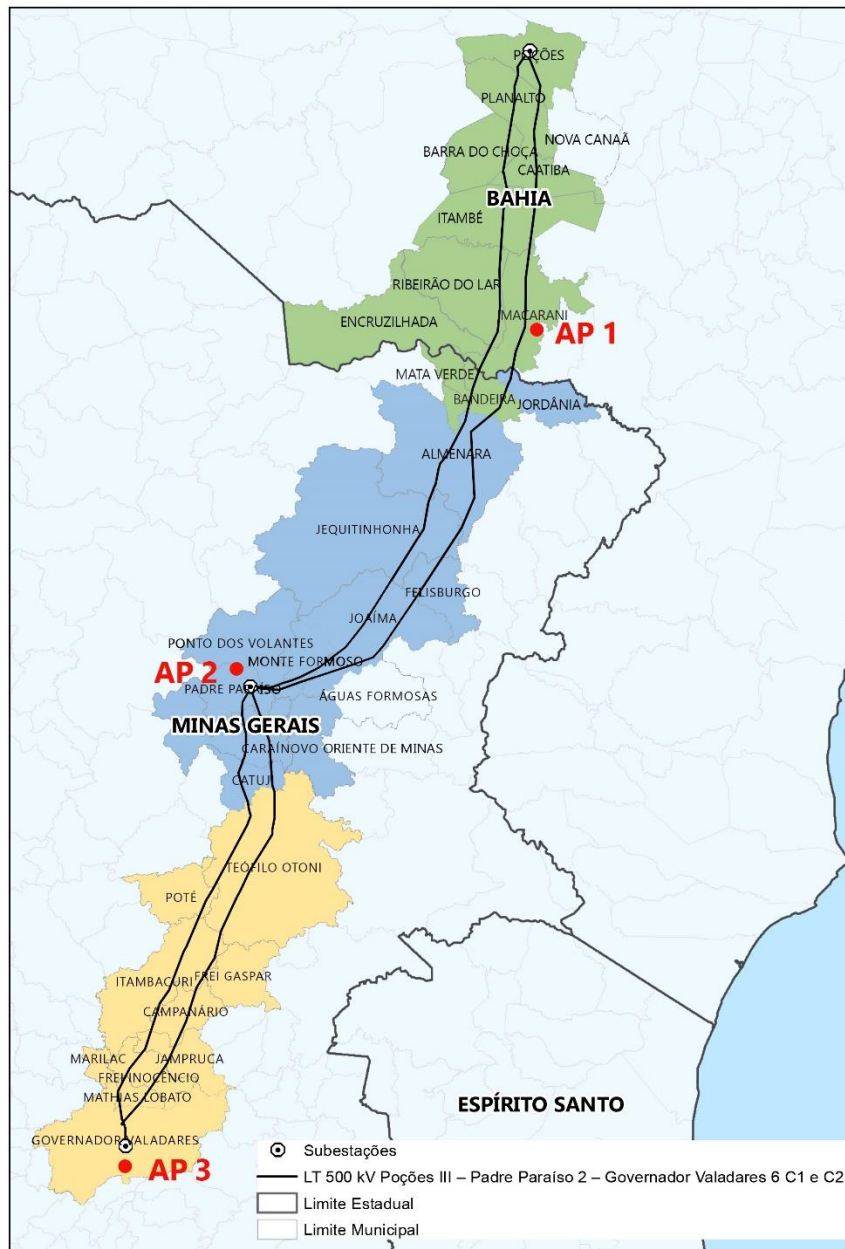 POÇÕES
PLANALTO
NOVA CANAÃ
BARRA DO CHOÇA
CAATIBA
BAHIA
ITAMBÉ
RIBEIRÃO DO LAR
MACARANI
ENCRUZILHADA
AP 1
MATA VERDE
BANDEIRA
JORDÂNIA
ALMENARA
JEQUITINHONHA
FELISBURGO
JOAÍMA
PONTO DOS VOLANTES
MONTE FORMOSO
AP 2
PADRE PARAÍSO
ÁGUAS FORMOSAS
MINAS GERAIS
CARAÍNOVO ORIENTE DE MINAS
CATUJI
TEÓFILO OTONI
POTÉ
FREI GASPAR
ITAMBACURI
CAMPANÁRIO
MARILAC
JAMPRUCA
FREI INOCÊNCIO
MATHIAS LOBATO
ESPÍRITO SANTO
GOVERNADOR VALADARES
AP 3
Subestações
LT 500 kV Poções III – Padre Paraíso 2 – Governador Valadares 6 C1 e C2
Limite Estadual
Limite Municipal